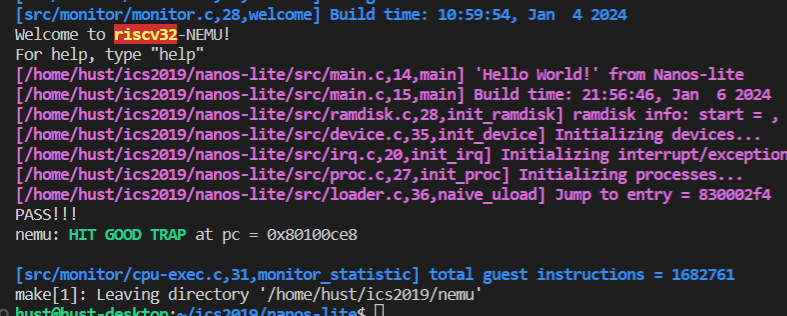 [src/monitor/monitor.c,28,welcome] Build time: 10:59:54, Jan  4 2024
Welcome to riscv32-NEMU!
For help, type "help"
[/home/hust/ics2019/nanos-lite/src/main.c,14,main] 'Hello World!' from Nanos-lite
[/home/hust/ics2019/nanos-lite/src/main.c,15,main] Build time: 21:56:46, Jan  6 2024
[/home/hust/ics2019/nanos-lite/src/ramdisk.c,28,init_ramdisk] ramdisk info: start = ,
[/home/hust/ics2019/nanos-lite/src/device.c,35,init_device] Initializing devices...
[/home/hust/ics2019/nanos-lite/src/irq.c,20,init_irq] Initializing interrupt/exception
[/home/hust/ics2019/nanos-lite/src/proc.c,27,init_proc] Initializing processes...
[/home/hust/ics2019/nanos-lite/src/loader.c,36,naive_uload] Jump to entry = 830002f4
PASS!!!
nemu: HIT GOOD TRAP at pc = 0x80100ce8
[src/monitor/cpu-exec.c,31,monitor_statistic] total guest instructions = 1682761
make[1]: Leaving directory '/home/hust/ics2019/nemu'
hust@hust-desktop:~/ics2019/nanos-lite$